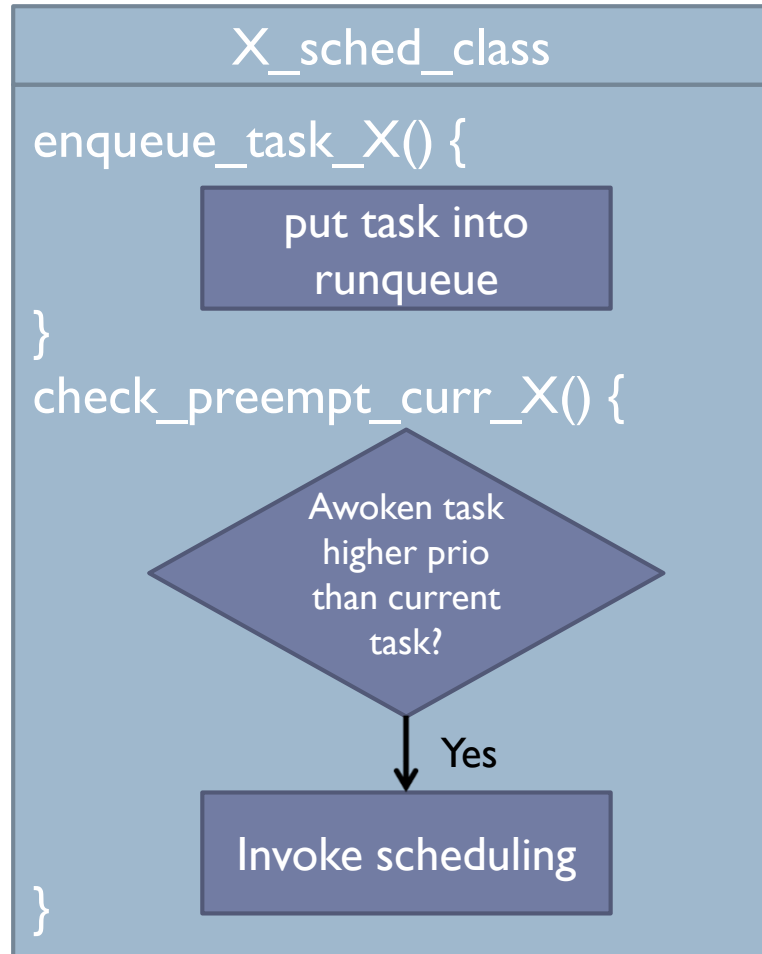 X_sched_class
enqueue_task_X() {
put task into
runqueue
}
check_preempt_curr_X() {
Awoken task
higher prio
than current
task?
Yes
Invoke scheduling
}